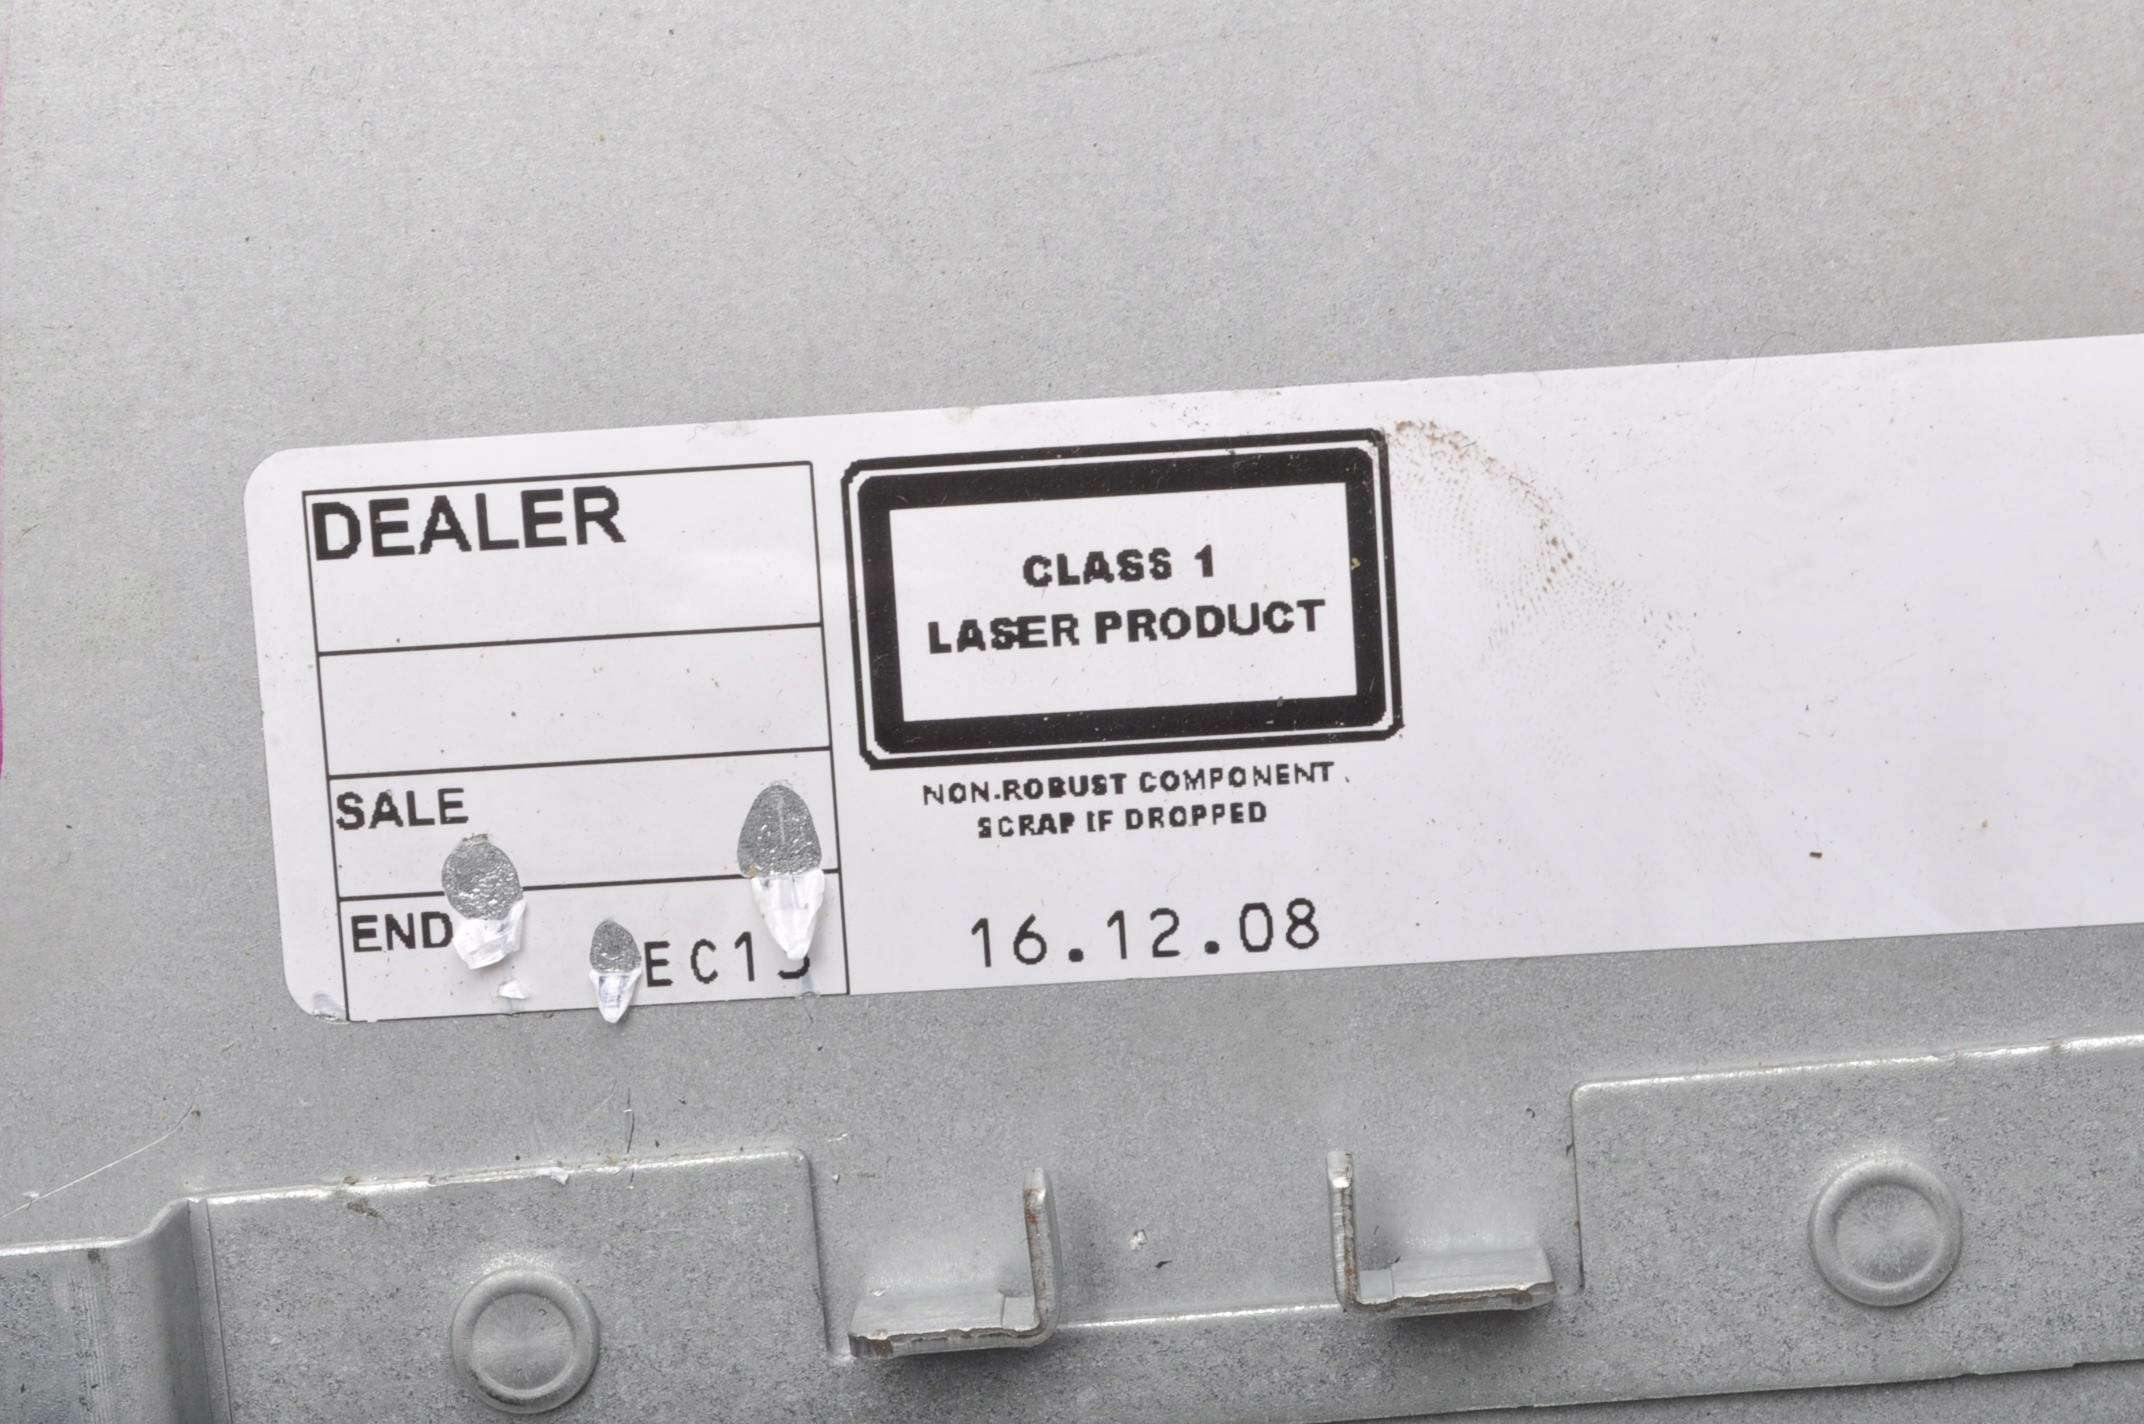 DEALER
SALE
END
CLASS 1
LASER PRODUCT
NON-ROBUST COMPONENT.
SCRAP IF DROPPED
16.12.08